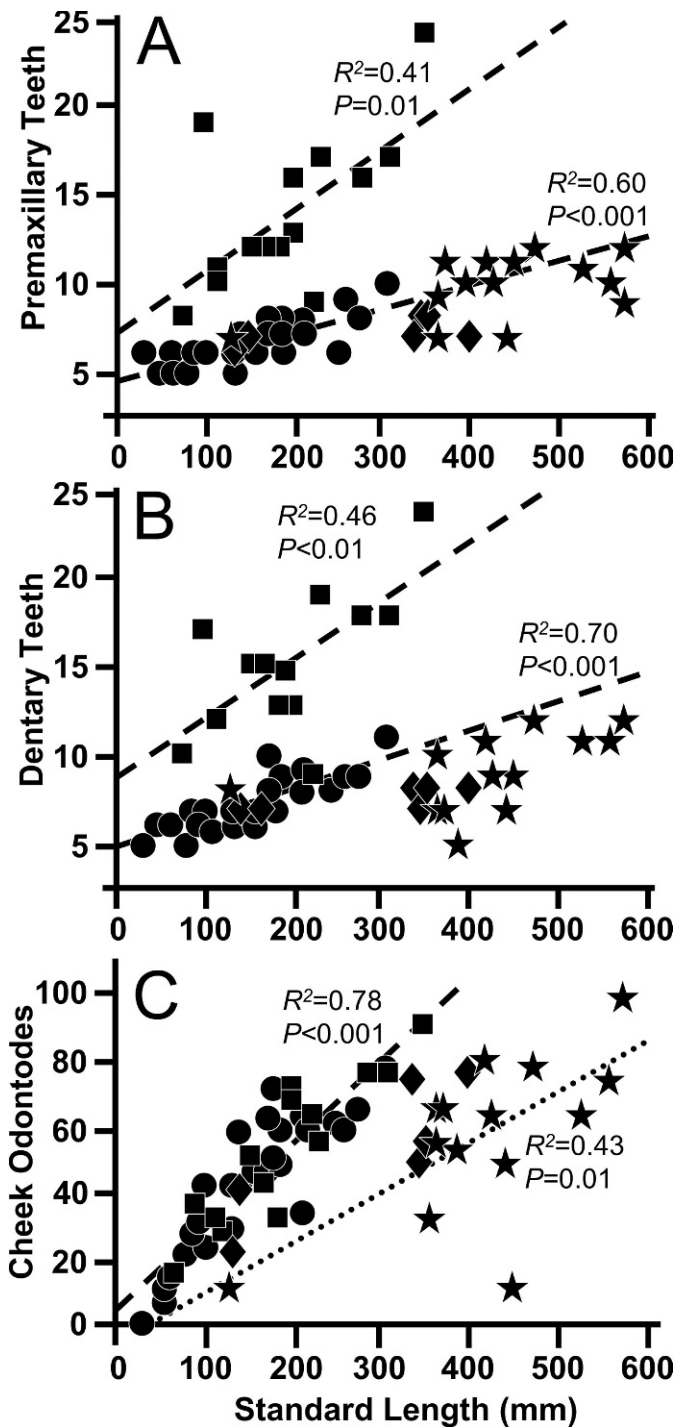 A
Premaxillary Teeth
25
20
15
10
5
R²=0.41
P=0.01
R²=0.60
P<0.001
0 100 200 300 400 500 600
B
Dentary Teeth
25
20
15
10
5
R²=0.46
P<0.01
R²=0.70
P<0.001
0 100 200 300 400 500 600
C
Cheek Odontodes
100
80
60
40
20
0
R²=0.78
P<0.001
R²=0.43
P=0.01
0 100 200 300 400 500 600
Standard Length (mm)